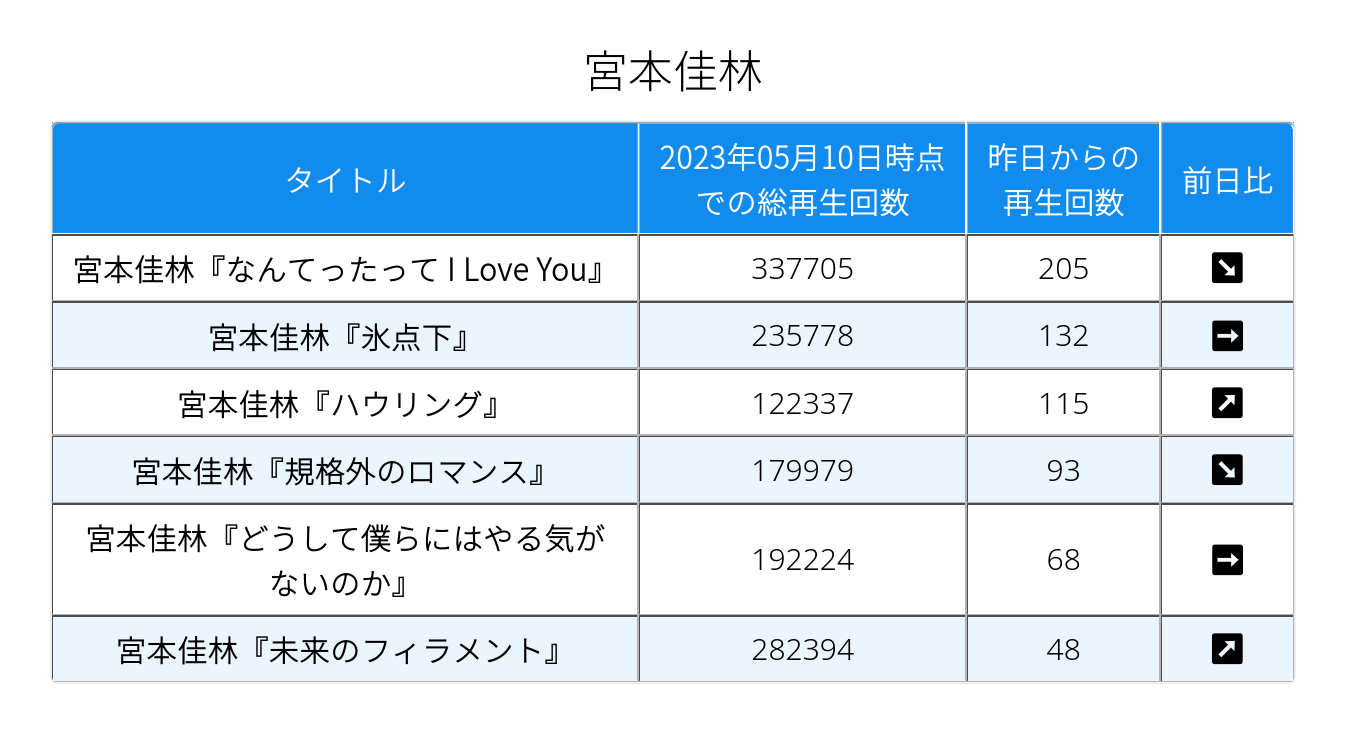 宮本佳林
タイトル
2023年05月10日時点
での総再生回数
昨日からの
再生回数
前日比
宮本佳林『なんてったって I Love You』
337705
205
宮本佳林『氷点下』
235778
132
宮本佳林『ハウリング』
122337
115
宮本佳林『規格外のロマンス』
179979
93
宮本佳林『どうして僕らにはやる気が
ないのか』
192224
68
宮本佳林『未来のフィラメント』
282394
48